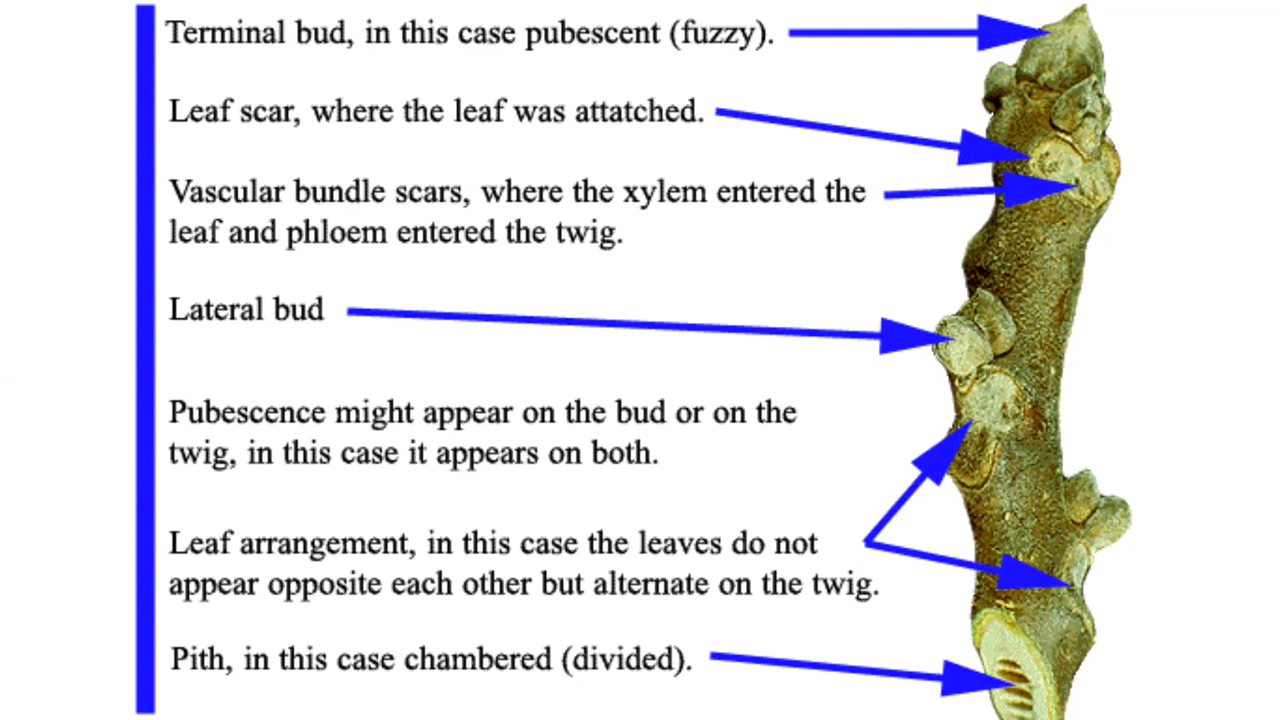 Terminal bud, in this case pubescent (fuzzy).
Leaf scar, where the leaf was attatched.
Vascular bundle scars, where the xylem entered the
leaf and phloem entered the twig.
Lateral bud
Pubescence might appear on the bud or on the
twig, in this case it appears on both.
Leaf arrangement, in this case the leaves do not
appear opposite each other but alternate on the twig.
Pith, in this case chambered (divided).